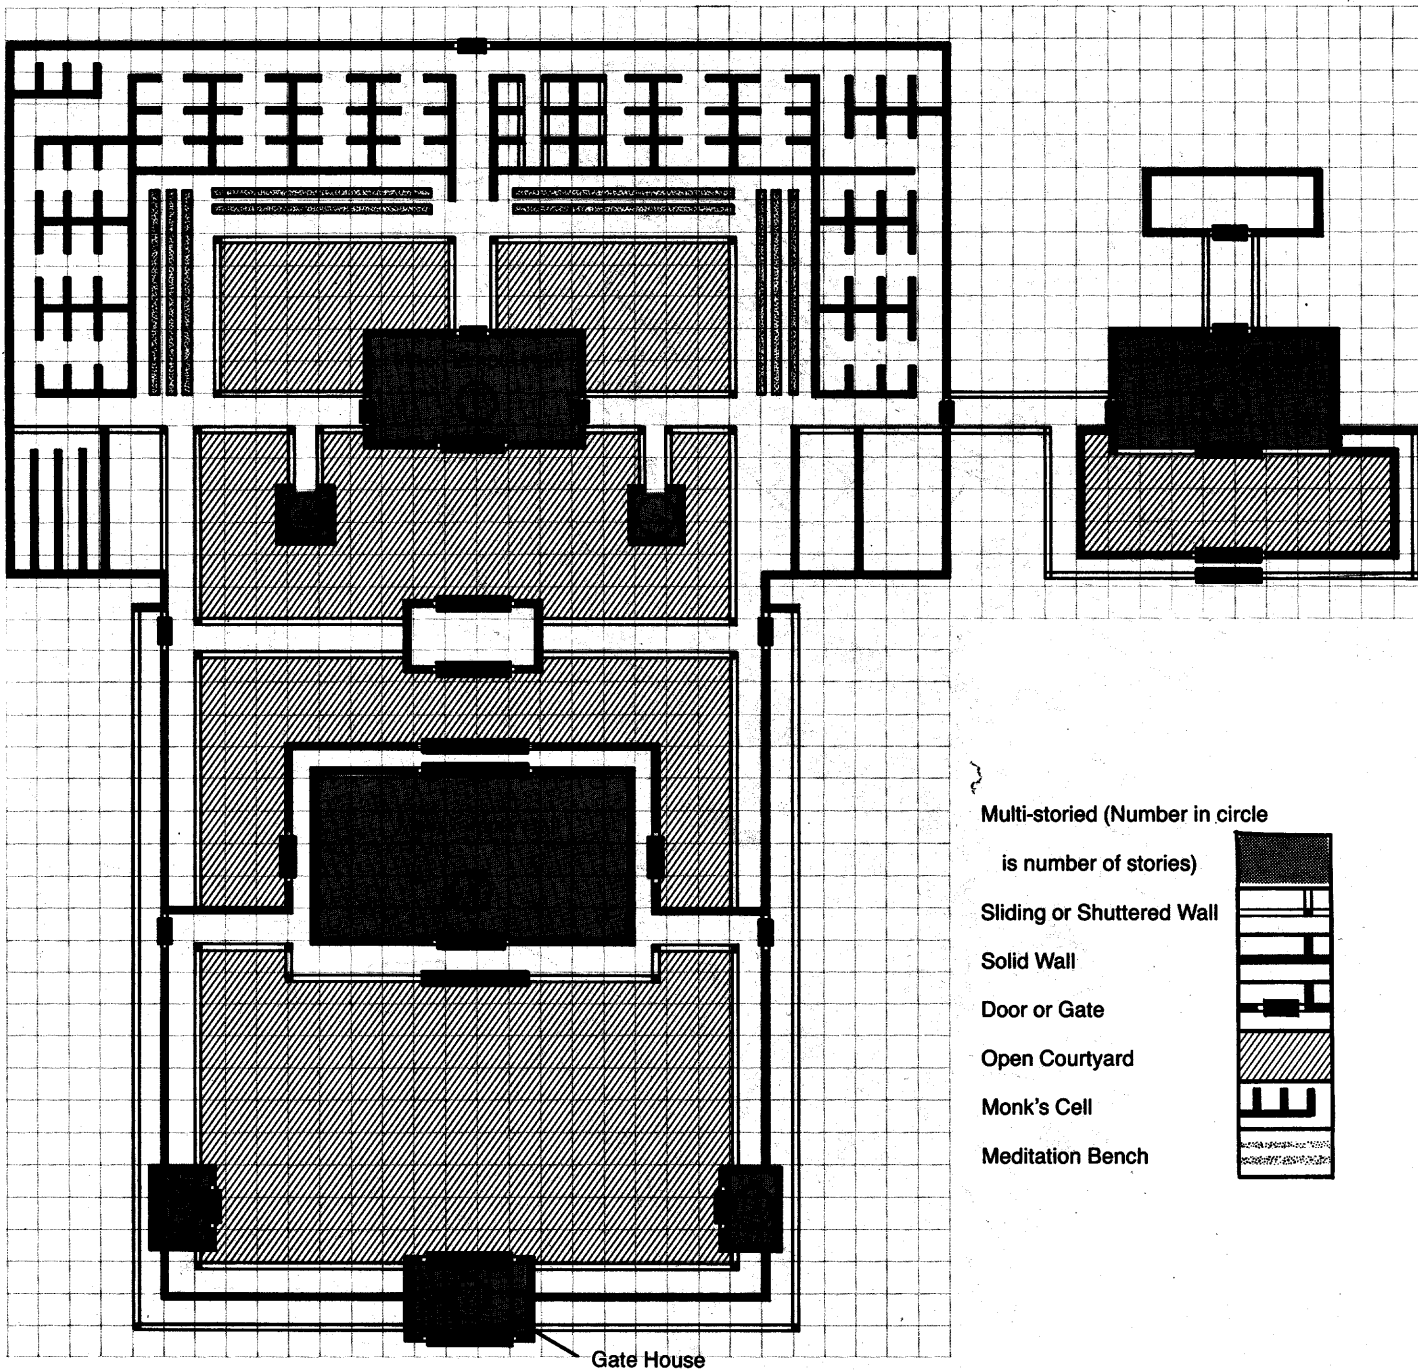 Multi-storied (Number in circle
is number of stories)
Sliding or Shuttered Wall
Solid Wall
Door or Gate
Open Courtyard
Monk's Cell
Meditation Bench
Gate House